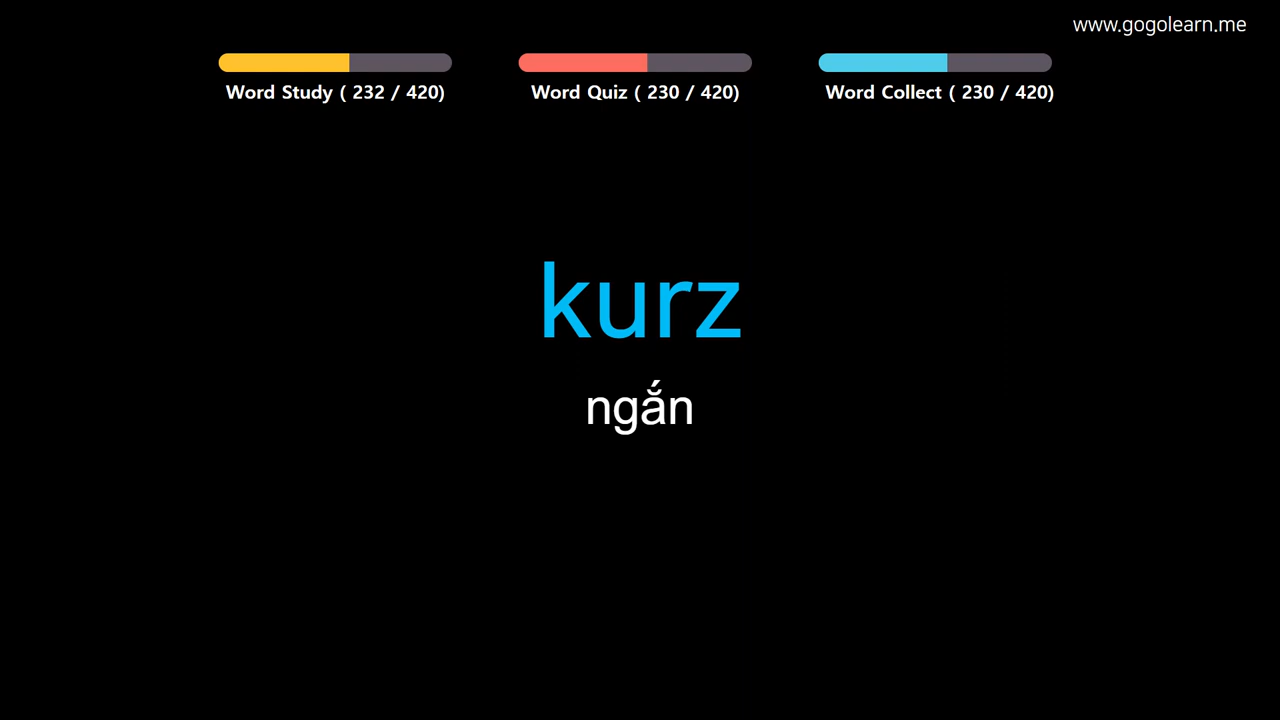 www.gogolearn.me
Word Study ( 232 / 420)
Word Quiz ( 230 / 420)
Word Collect ( 230 / 420)
kurz
ngắn